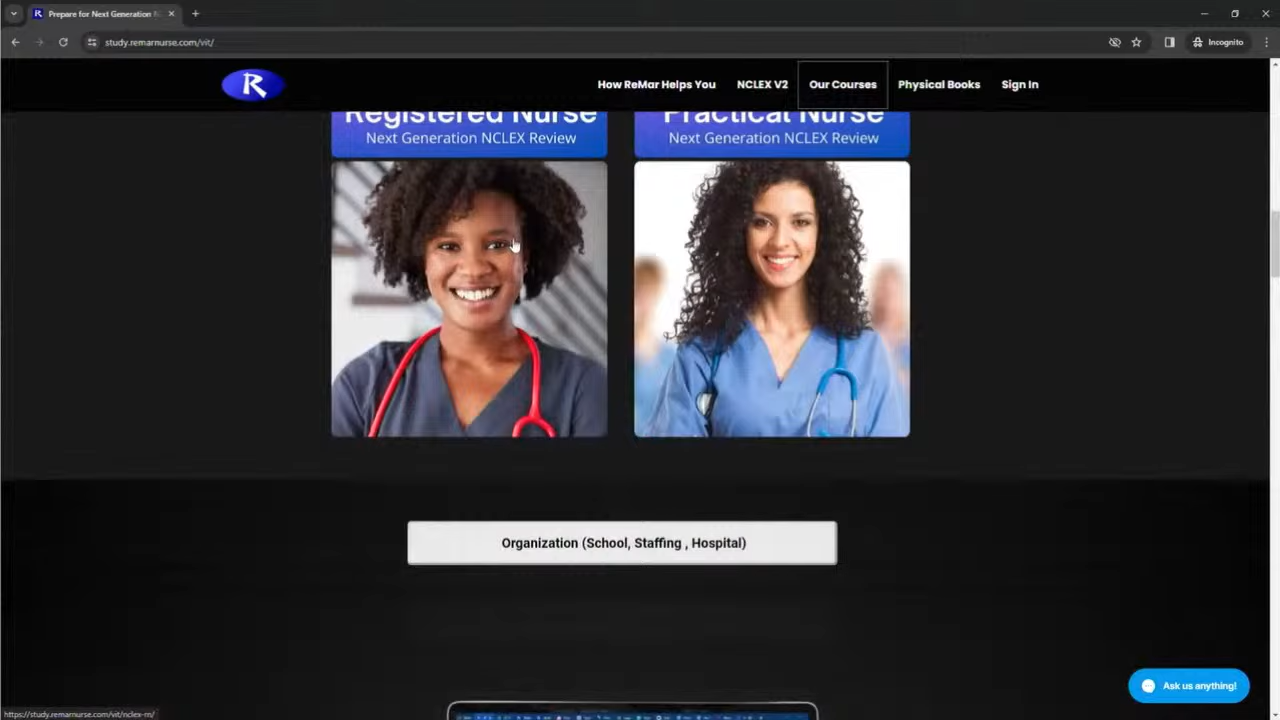 Prepare for Next Generation N
study.remarnurse.com/vit/
Incognito
R
How ReMar Helps You
NCLEX V2
Our Courses
Physical Books
Sign In
Registered Nurse
Next Generation NCLEX Review
Practical Nurse
Next Generation NCLEX Review
Organization (School, Staffing , Hospital)
Ask us anything!
https://study.remarnurse.com/vit/nclex-rn/